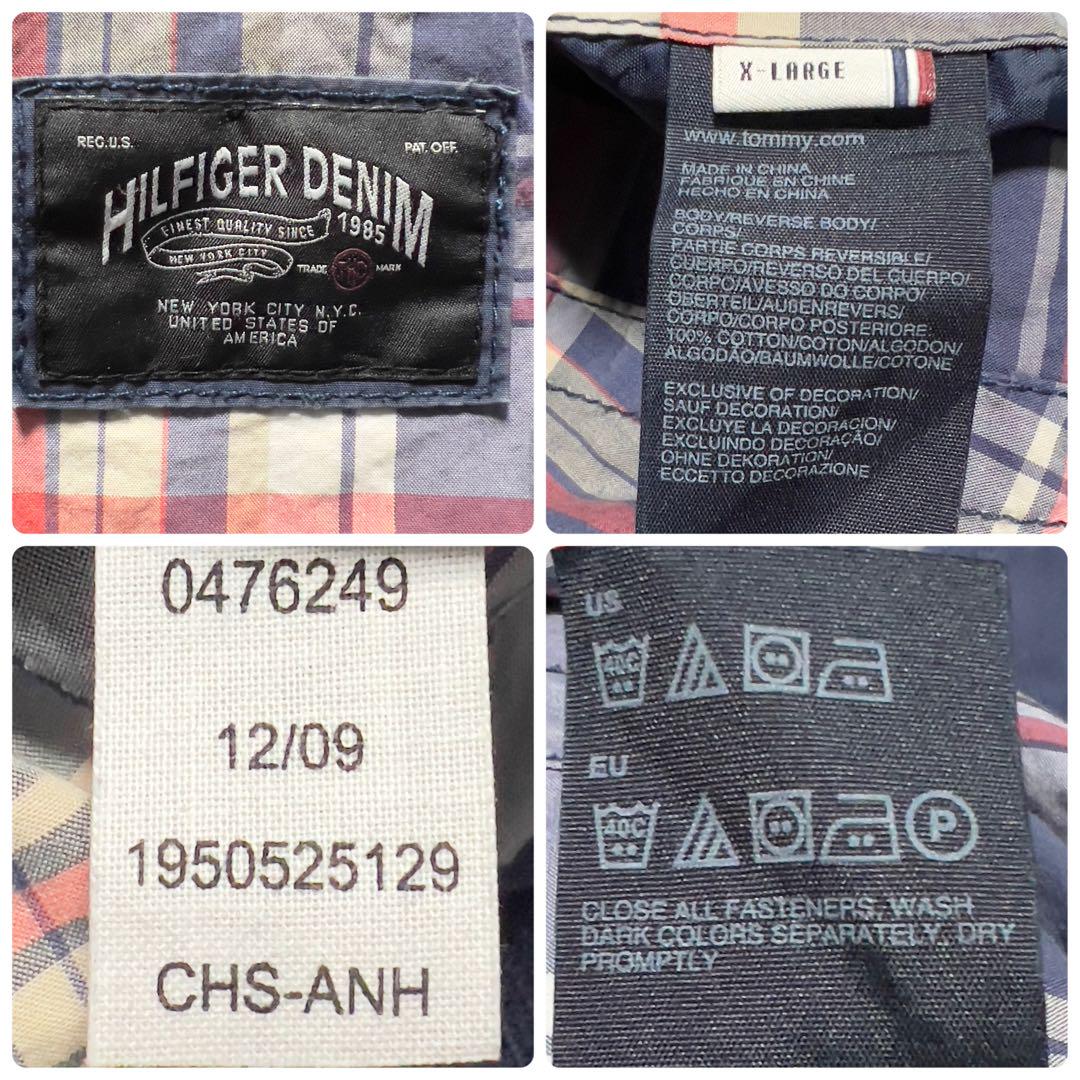 REG.U.S. PAT. OFF.
HILFIGER DENIM
FINEST QUALITY SINCE 1985
NEW YORK CITY
TRADE MARK
NEW YORK CITY N.Y.C.
UNITED STATES OF
AMERICA
X-LARGE
www.tommy.com
MADE IN CHINA
FABRIQUE EN CHINE
HECHO EN CHINA
BODY/REVERSE BODY/
CORPS/
PARTIE CORPS REVERSIBLE/
CUERPO/REVERSO DEL CUERPO/
CORPO/AVESSO DO CORPO/
OBERTEIL/AUßENREVERS/
CORPO/CORPO POSTERIORE:
100% COTTON/COTON/ALGODON/
ALGODÃO/BAUMWOLLE/COTONE
EXCLUSIVE OF DECORATION/
SAUF DECORATION/
EXCLUYE LA DECORACION/
EXCLUINDO DECORAÇÃO/
OHNE DEKORATION/
ECCETTO DECORAZIONE
0476249
12/09
1950525129
CHS-ANH
US
40C
EU
40C P
CLOSE ALL FASTENERS, WASH
DARK COLORS SEPARATELY, DRY
PROMPTLY